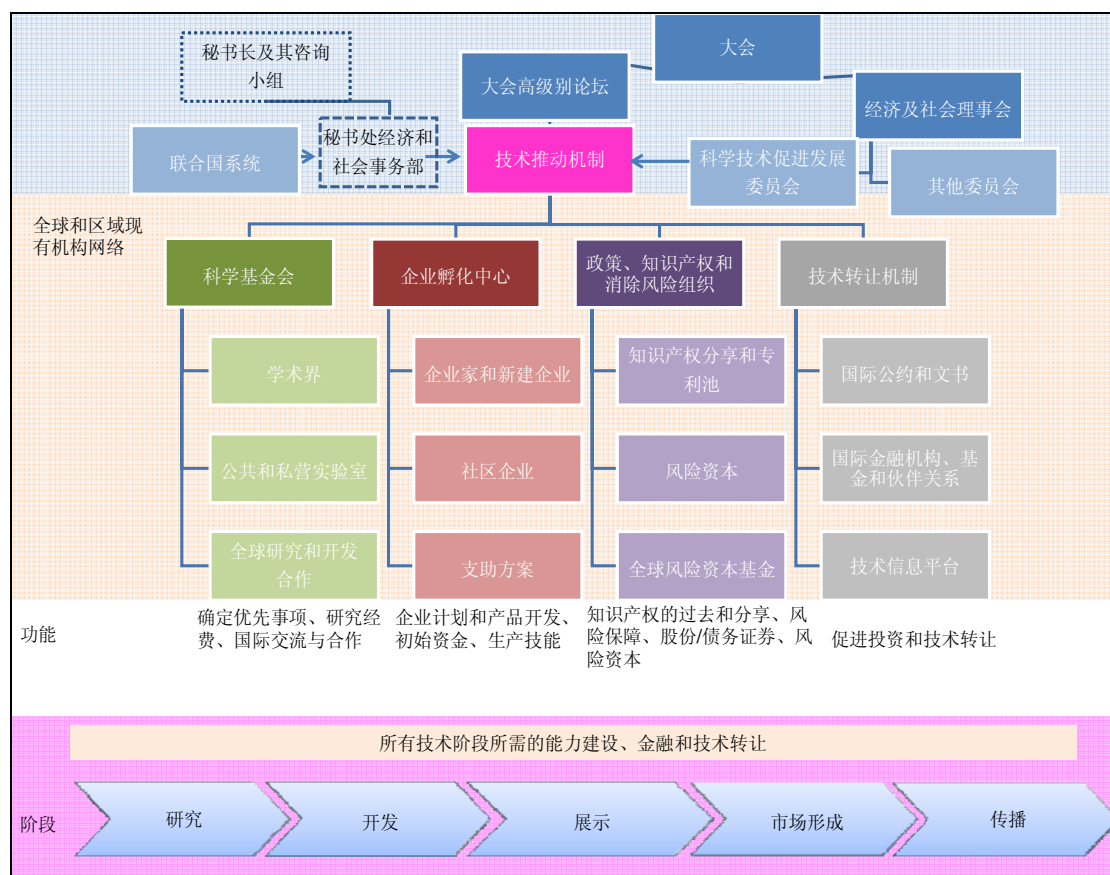 大会
秘书长及其咨询
小组
大会高级别论坛
经济及社会理事会
联合国系统
秘书处经济和
社会事务部
技术推动机制
科学技术促进发展
委员会
其他委员会
全球和区域现
有机构网络
科学基金会
企业孵化中心
政策、知识产权和
消除风险组织
技术转让机制
学术界
企业家和新建企业
知识产权分享和专
利池
国际公约和文书
公共和私营实验室
社区企业
风险资本
国际金融机构、基
金和伙伴关系
全球研究和开发
合作
支助方案
全球风险资本基金
技术信息平台
功能
确定优先事项、研究经
费、国际交流与合作
企业计划和产品开发、
初始资金、生产技能
知识产权的过去和分享、风
险保障、股份/债务证券、风
险资本
促进投资和技术转让
所有技术阶段所需的能力建设、金融和技术转让
阶段
研究
开发
展示
市场形成
传播